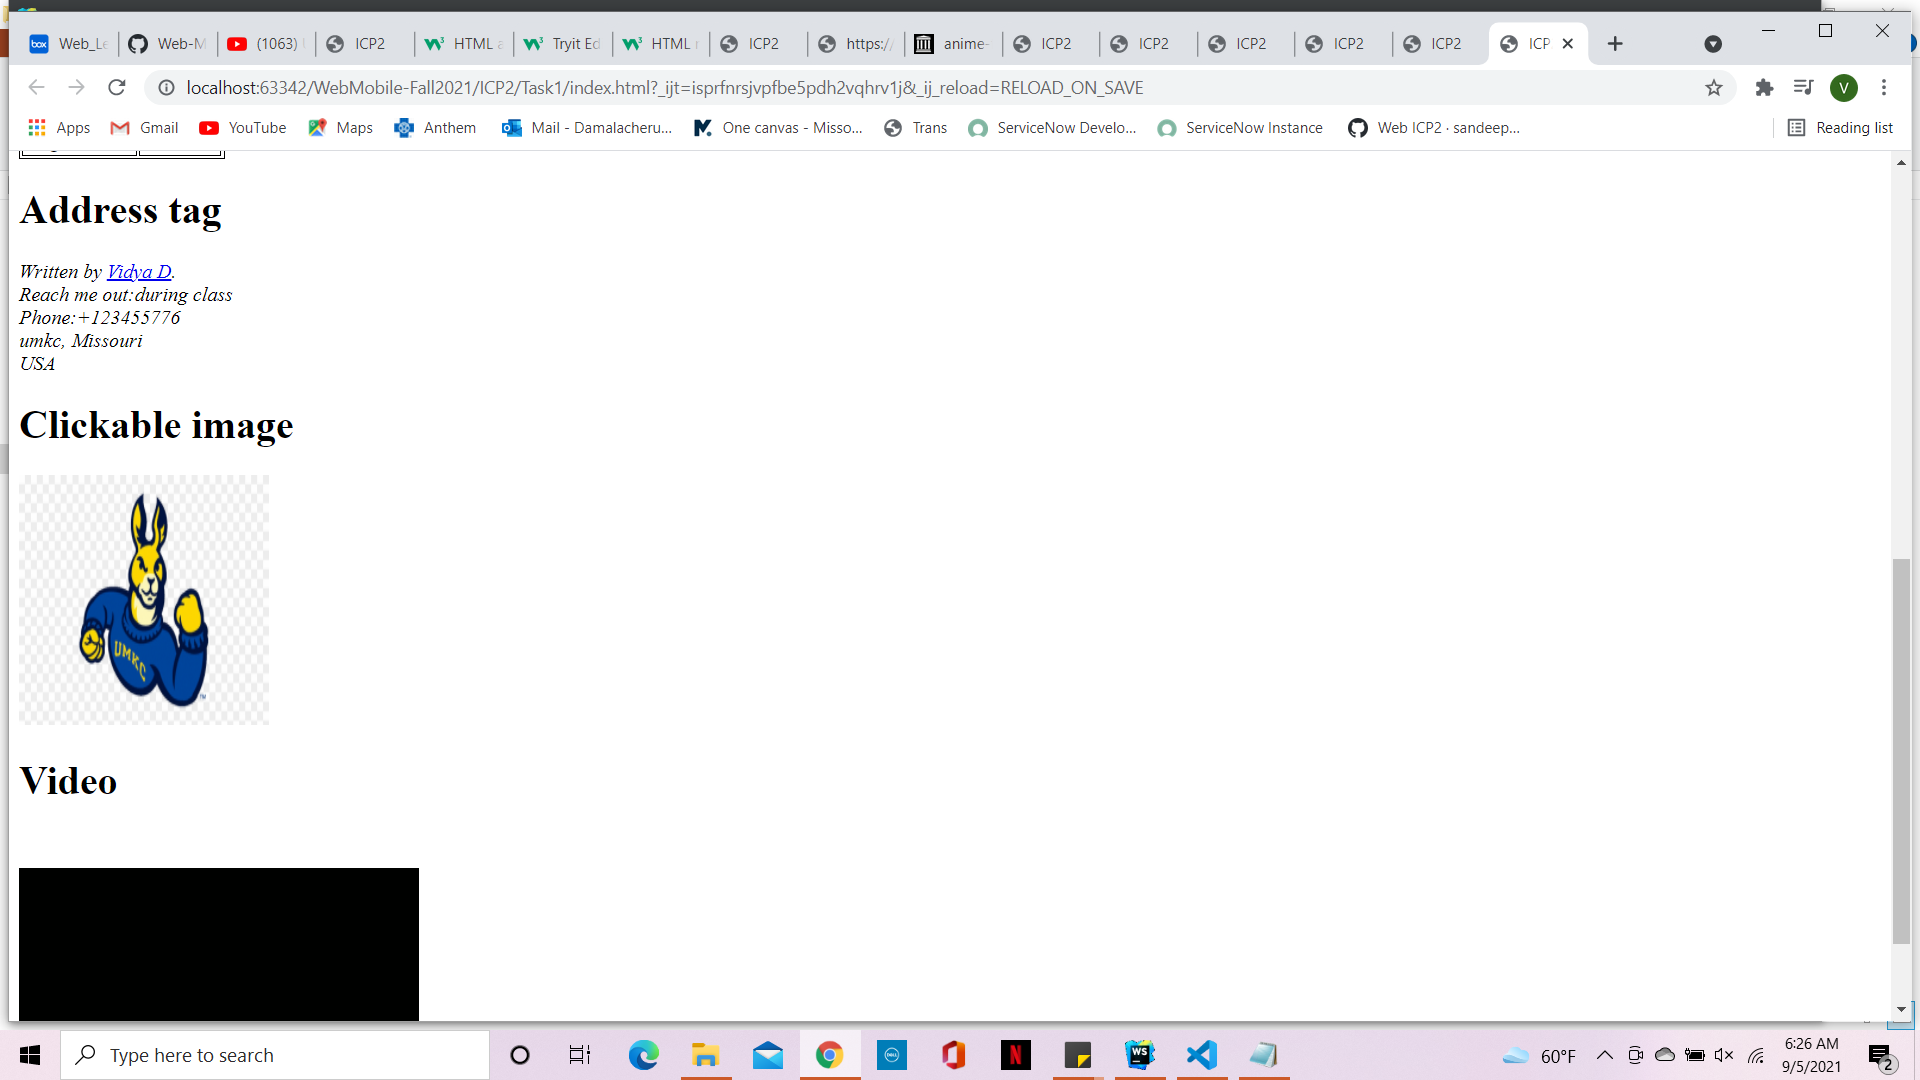 Web_Le
Web-M
(1063)
ICP2
HTML a
Tryit Ed
HTML r
ICP2
https:/
anime-
ICP2
ICP2
ICP2
ICP2
ICP2
ICP
localhost:63342/WebMobile-Fall2021/ICP2/Task1/index.html?_ijt=isprfnrsjvpfbe5pdh2vqhrv1j&_ij_reload=RELOAD_ON_SAVE
V
Apps
Gmail
YouTube
Maps
Anthem
Mail - Damalacheru...
One canvas - Misso...
Trans
ServiceNow Develo...
ServiceNow Instance
Web ICP2 · sandeep...
Reading list
Address tag
Written by Vidya D.
Reach me out:during class
Phone:+123455776
umkc, Missouri
USA
Clickable image
UMKC
TM
Video
Type here to search
DELL
N
WS
60°F
6:26 AM
9/5/2021
2